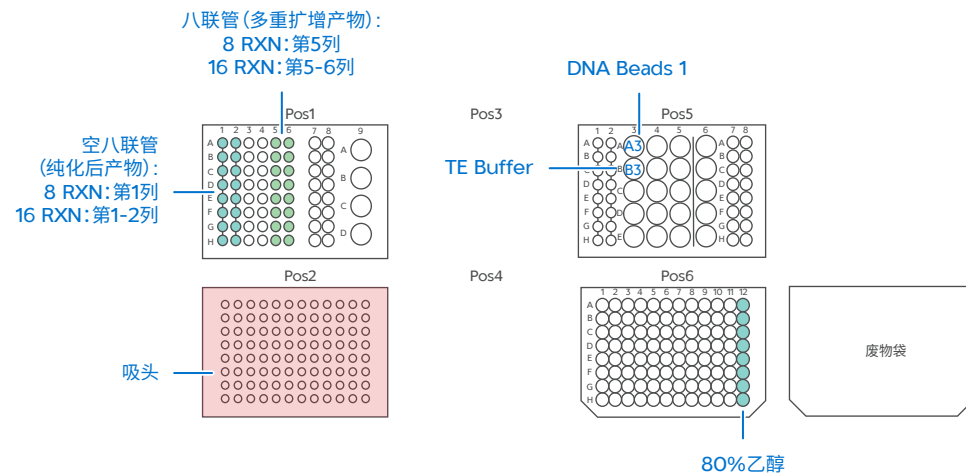 八联管（多重扩增产物）：
8 RXN：第5列
16 RXN：第5-6列
DNA Beads 1
Pos1
Pos3
Pos5
1 2 3 4 5 6 7 8 9
A
B
C
D
E
F
G
H
A
B
C
D
空八联管
（纯化后产物）：
8 RXN：第1列
16 RXN：第1-2列
TE Buffer
1 2 3 4 5 6 7 8
A
B
C
D
E
F
G
H
A
B
C
D
E
A3
B3
A
B
C
D
E
F
G
H
Pos2
Pos4
Pos6
1 2 3 4 5 6 7 8 9 10 11 12
A
B
C
D
E
F
G
H
吸头
废物袋
80%乙醇